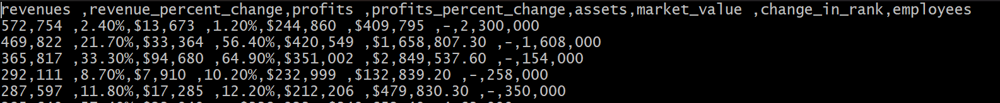 revenues ,revenue_percent_change,profits ,profits_percent_change,assets,market_value ,change_in_rank,employees
572,754 ,2.40%,$13,673 ,1.20%,$244,860 ,$409,795 ,-,2,300,000
469,822 ,21.70%,$33,364 ,56.40%,$420,549 ,$1,658,807.30 ,-,1,608,000
365,817 ,33.30%,$94,680 ,64.90%,$351,002 ,$2,849,537.60 ,-,154,000
292,111 ,8.70%,$7,910 ,10.20%,$232,999 ,$132,839.20 ,-,258,000
287,597 ,11.80%,$17,285 ,12.20%,$212,206 ,$479,830.30 ,-,350,000